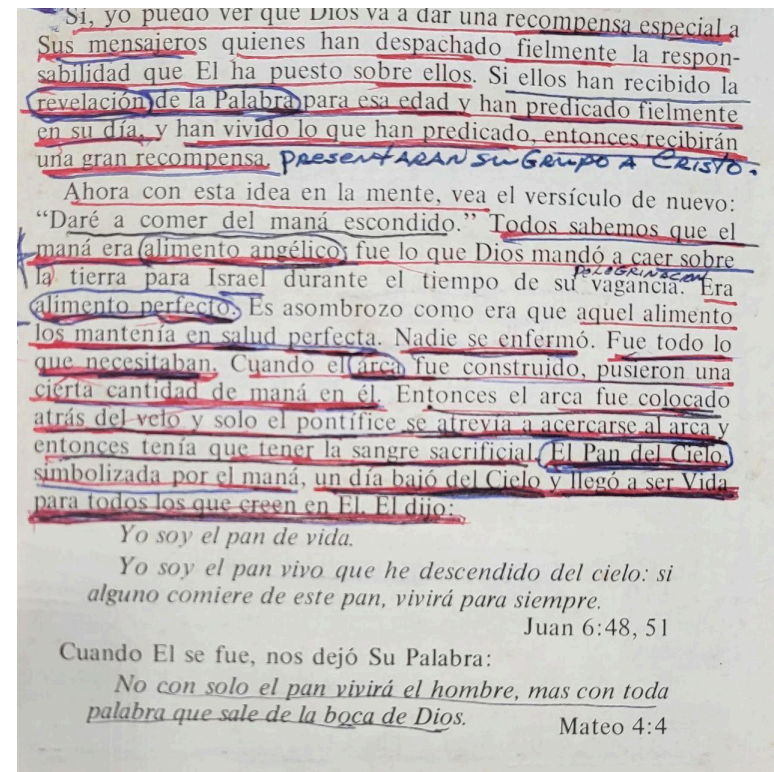 Sí, yo puedo ver que Dios va a dar una recompensa especial a
Sus mensajeros quienes han despachado fielmente la respon-
sabilidad que El ha puesto sobre ellos. Si ellos han recibido la
revelación de la Palabra para esa edad y han predicado fielmente
en su día, y han vivido lo que han predicado, entonces recibirán
una gran recompensa. PRESENTARAN SU GRUPO A CRISTO.
Ahora con esta idea en la mente, vea el versículo de nuevo:
“Daré a comer del maná escondido.” Todos sabemos que el
maná era alimento angélico; fue lo que Dios mandó a caer sobre
POLOGRINACION
la tierra para Israel durante el tiempo de su vagancia. Era
alimento perfecto. Es asombrozo como era que aquel alimento
los mantenía en salud perfecta. Nadie se enfermó. Fue todo lo
que necesitaban. Cuando el arca fue construido, pusieron una
cierta cantidad de maná en él. Entonces el arca fue colocado
atrás del velo y solo el pontífice se atrevía a acercarse al arca y
entonces tenía que tener la sangre sacrificial. El Pan del Cielo,
simbolizada por el maná, un día bajó del Cielo y llegó a ser Vida
para todos los que creen en El. El dijo:
Yo soy el pan de vida.
Yo soy el pan vivo que he descendido del cielo: si
alguno comiere de este pan, vivirá para siempre.
Juan 6:48, 51
Cuando El se fue, nos dejó Su Palabra:
No con solo el pan vivirá el hombre, mas con toda
palabra que sale de la boca de Dios.
Mateo 4:4